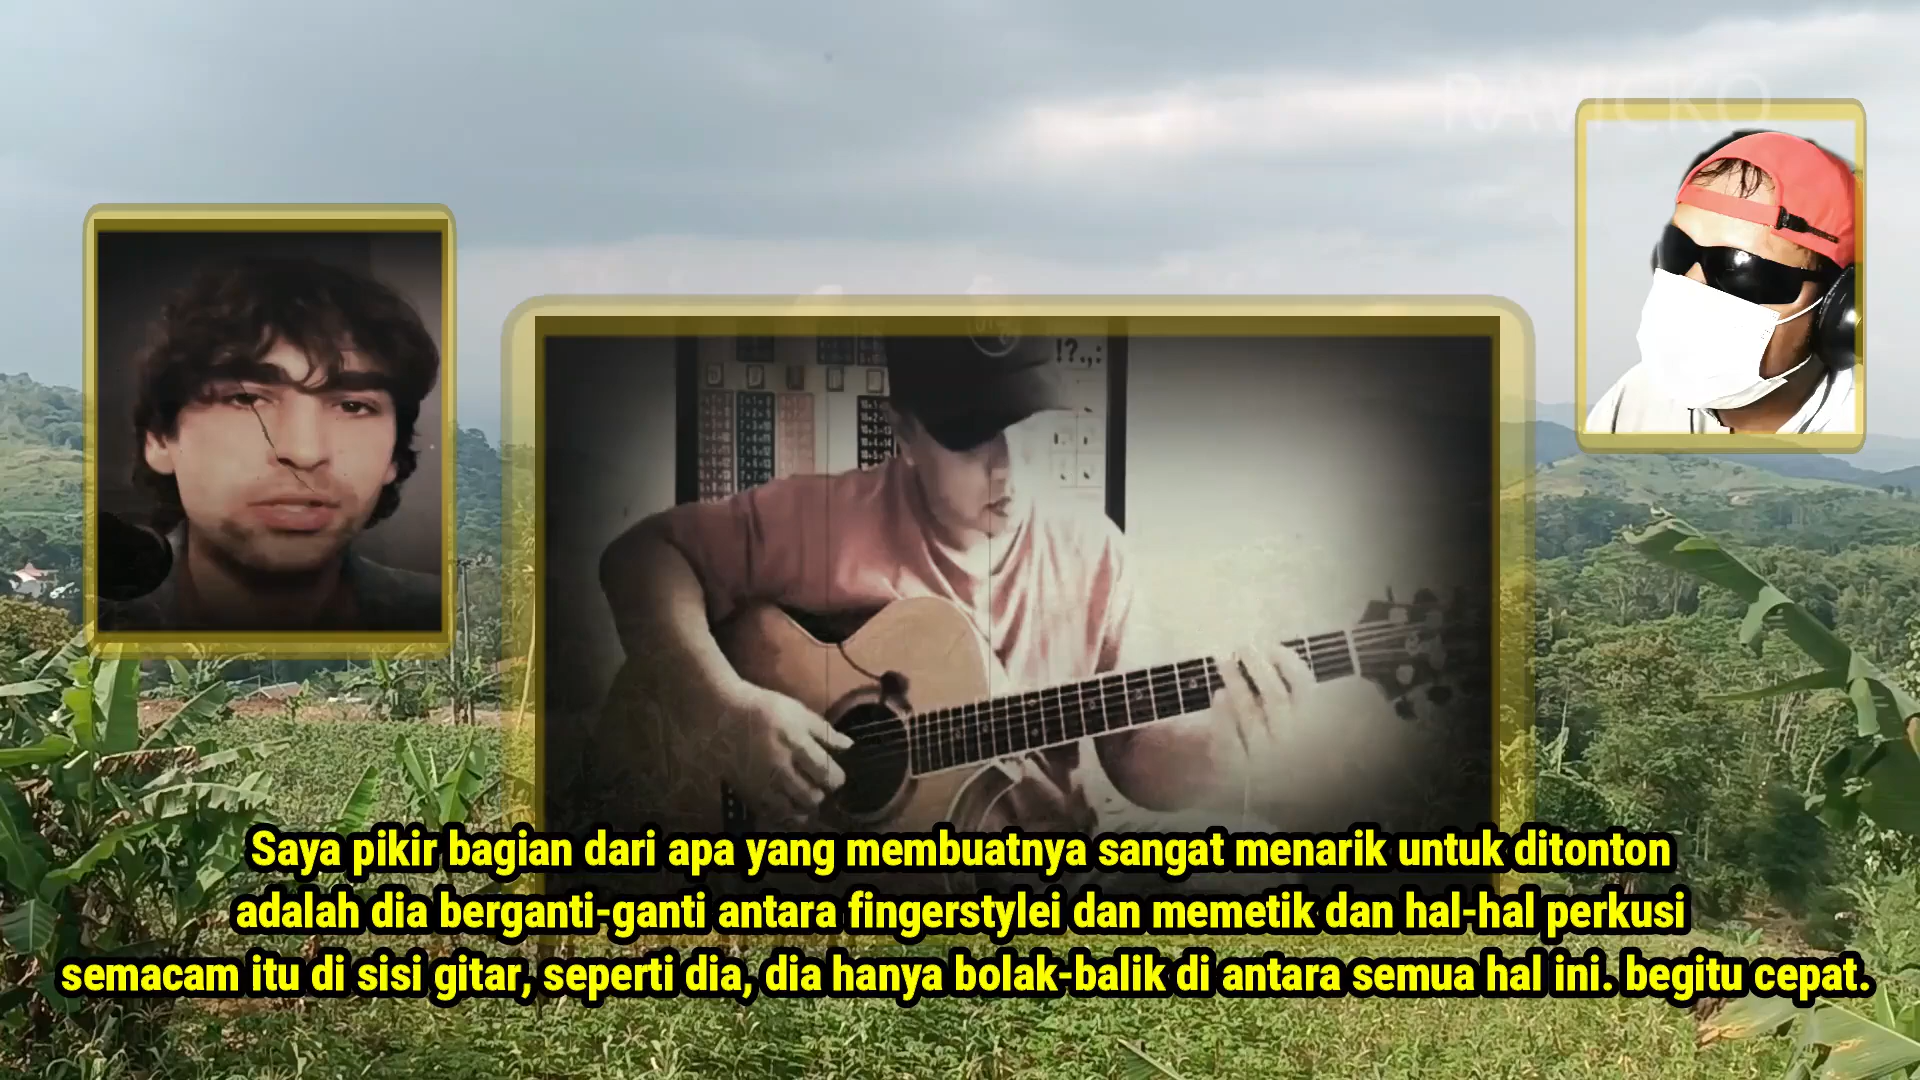 RAVICKO
!?.,:
Saya pikir bagian dari apa yang membuatnya sangat menarik untuk ditonton
adalah dia berganti-ganti antara fingerstylei dan memetik dan hal-hal perkusi
semacam itu di sisi gitar, seperti dia, dia hanya bolak-balik di antara semua hal ini. begitu cepat.